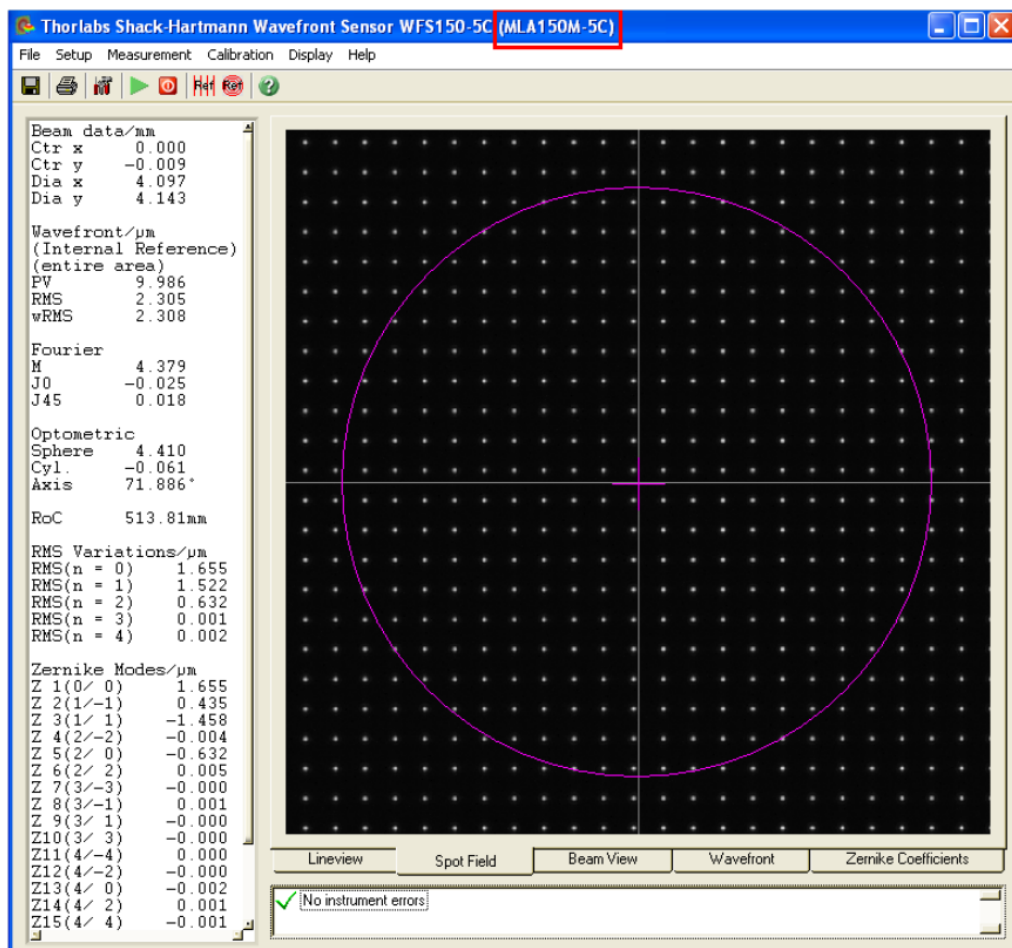 Thorlabs Shack-Hartmann Wavefront Sensor WFS150-5C (MLA150M-5C)
File Setup Measurement Calibration Display Help
Ref Ref
Beam data/mm
Ctr x 0.000
Ctr y -0.009
Dia x 4.097
Dia y 4.143
Wavefront/µm
(Internal Reference)
(entire area)
PV 9.986
RMS 2.305
wRMS 2.308
Fourier
M 4.379
J0 -0.025
J45 0.018
Optometric
Sphere 4.410
Cyl. -0.061
Axis 71.886°
RoC 513.81mm
RMS Variations/µm
RMS(n = 0) 1.655
RMS(n = 1) 1.522
RMS(n = 2) 0.632
RMS(n = 3) 0.001
RMS(n = 4) 0.002
Zernike Modes/µm
Z 1(0/ 0) 1.655
Z 2(1/-1) 0.435
Z 3(1/ 1) -1.458
Z 4(2/-2) -0.004
Z 5(2/ 0) -0.632
Z 6(2/ 2) 0.005
Z 7(3/-3) -0.000
Z 8(3/-1) 0.001
Z 9(3/ 1) -0.000
Z10(3/ 3) -0.000
Z11(4/-4) 0.000
Z12(4/-2) -0.000
Z13(4/ 0) -0.002
Z14(4/ 2) 0.001
Z15(4/ 4) -0.001
Lineview Spot Field Beam View Wavefront Zernike Coefficients
No instrument errors